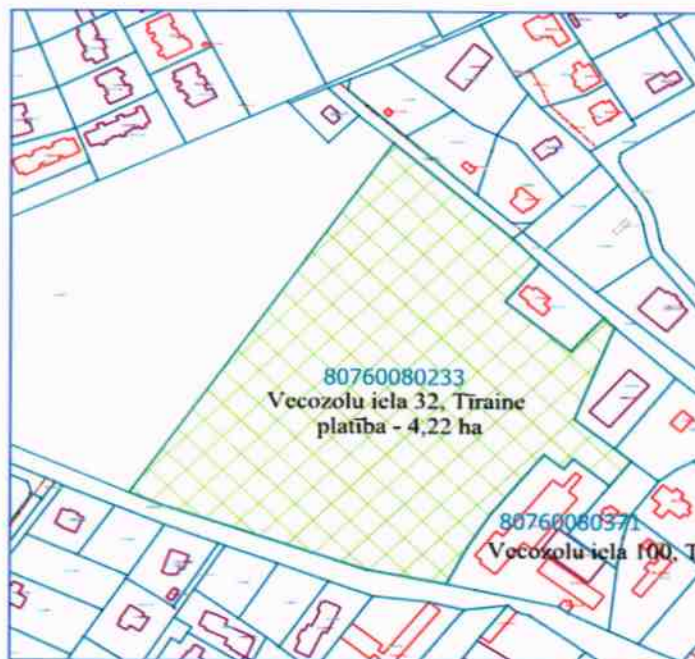 80760080233
Vecozolu iela 32, Tīraine
platība - 4,22 ha
80760080371
Vecozolu iela 100, T